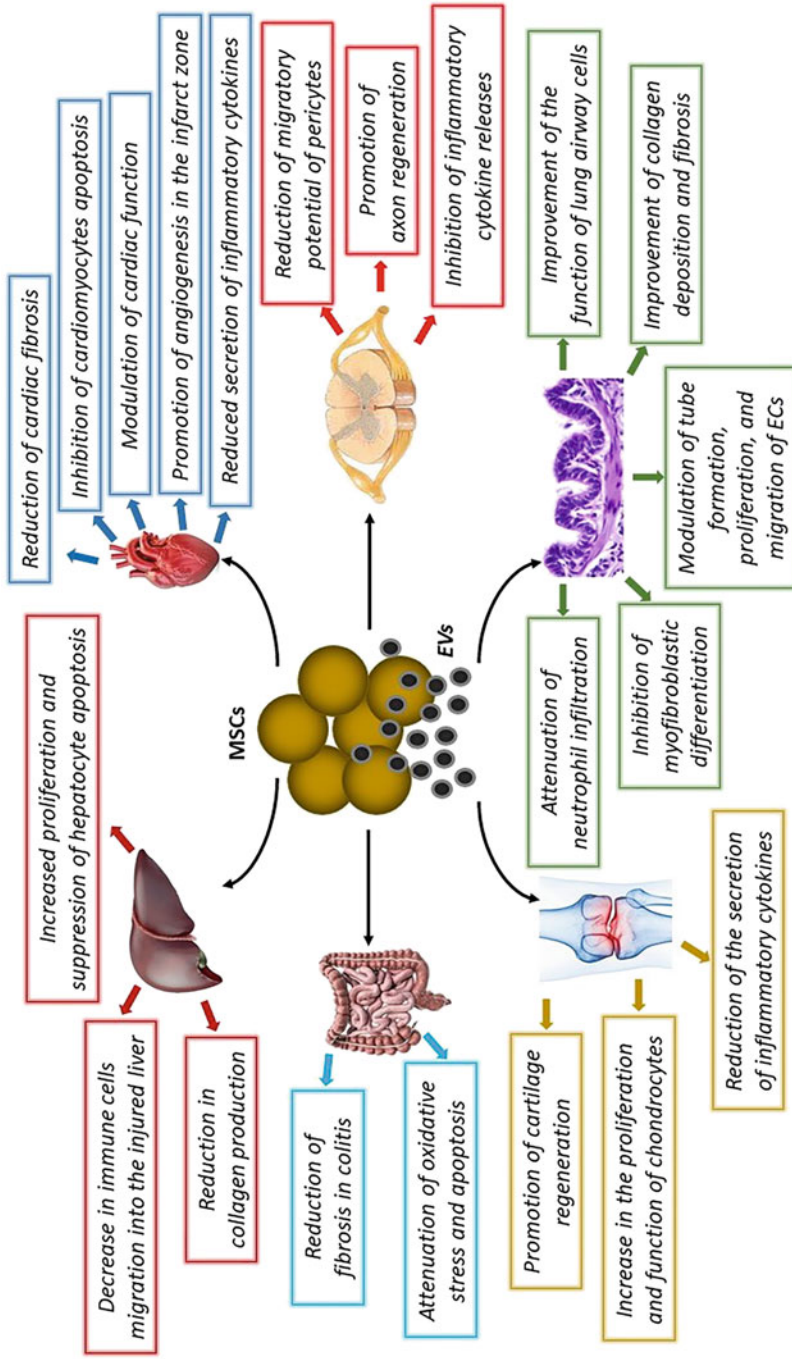 Increased proliferation and
suppression of hepatocyte apoptosis
Decrease in immune cells
migration into the injured liver
Reduction in
collagen production
Reduction of cardiac fibrosis
Inhibition of cardiomyocytes apoptosis
Modulation of cardiac function
Promotion of angiogenesis in the infarct zone
Reduced secretion of inflammatory cytokines
MSCs
EVs
Reduction of
fibrosis in colitis
Attenuation of oxidative
stress and apoptosis
Reduction of migratory
potential of pericytes
Promotion of
axon regeneration
Inhibition of inflammatory
cytokine releases
Promotion of cartilage
regeneration
Increase in the proliferation
and function of chondrocytes
Reduction of the secretion
of inflammatory cytokines
Attenuation of
neutrophil infiltration
Inhibition of
myofibroblastic
differentiation
Modulation of tube
formation,
proliferation, and
migration of ECs
Improvement of the
function of lung airway cells
Improvement of collagen
deposition and fibrosis